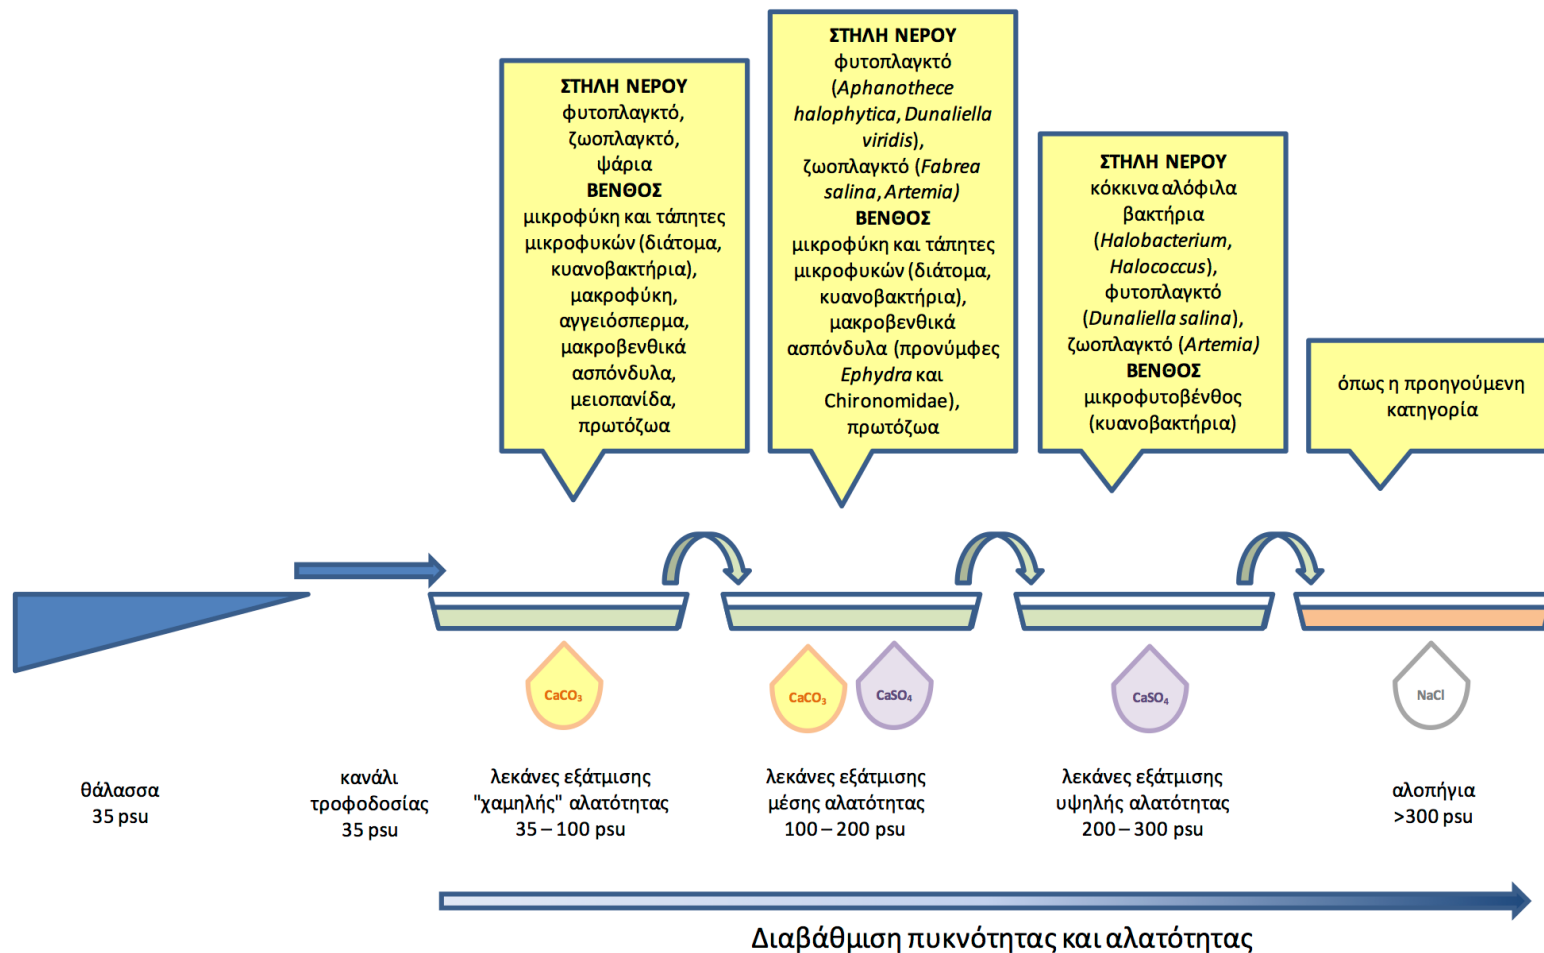 ΣΤΗΛΗ ΝΕΡΟΥ
φυτοπλαγκτό,
ζωοπλαγκτό,
ψάρια
ΒΕΝΘΟΣ
μικροφύκη και τάπητες
μικροφυκών (διάτομα,
κυανοβακτήρια),
μακροφύκη,
αγγειόσπερμα,
μακροβενθικά
ασπόνδυλα,
μειοπανίδα,
πρωτόζωα
ΣΤΗΛΗ ΝΕΡΟΥ
φυτοπλαγκτό
(Aphanothece
halophytica, Dunaliella
viridis),
ζωοπλαγκτό (Fabrea
salina, Artemia)
ΒΕΝΘΟΣ
μικροφύκη και τάπητες
μικροφυκών (διάτομα,
κυανοβακτήρια),
μακροβενθικά
ασπόνδυλα (προνύμφες
Ephydra και
Chironomidae),
πρωτόζωα
ΣΤΗΛΗ ΝΕΡΟΥ
κόκκινα αλόφιλα
βακτήρια
(Halobacterium,
Halococcus),
φυτοπλαγκτό
(Dunaliella salina),
ζωοπλαγκτό (Artemia)
ΒΕΝΘΟΣ
μικροφυτοβένθος
(κυανοβακτήρια)
όπως η προηγούμενη
κατηγορία
CaCO₃
CaCO₃
CaSO₄
CaSO₄
NaCl
θάλασσα
35 psu
κανάλι
τροφοδοσίας
35 psu
λεκάνες εξάτμισης
"χαμηλής" αλατότητας
35 – 100 psu
λεκάνες εξάτμισης
μέσης αλατότητας
100 – 200 psu
λεκάνες εξάτμισης
υψηλής αλατότητας
200 – 300 psu
αλοπήγια
>300 psu
Διαβάθμιση πυκνότητας και αλατότητας